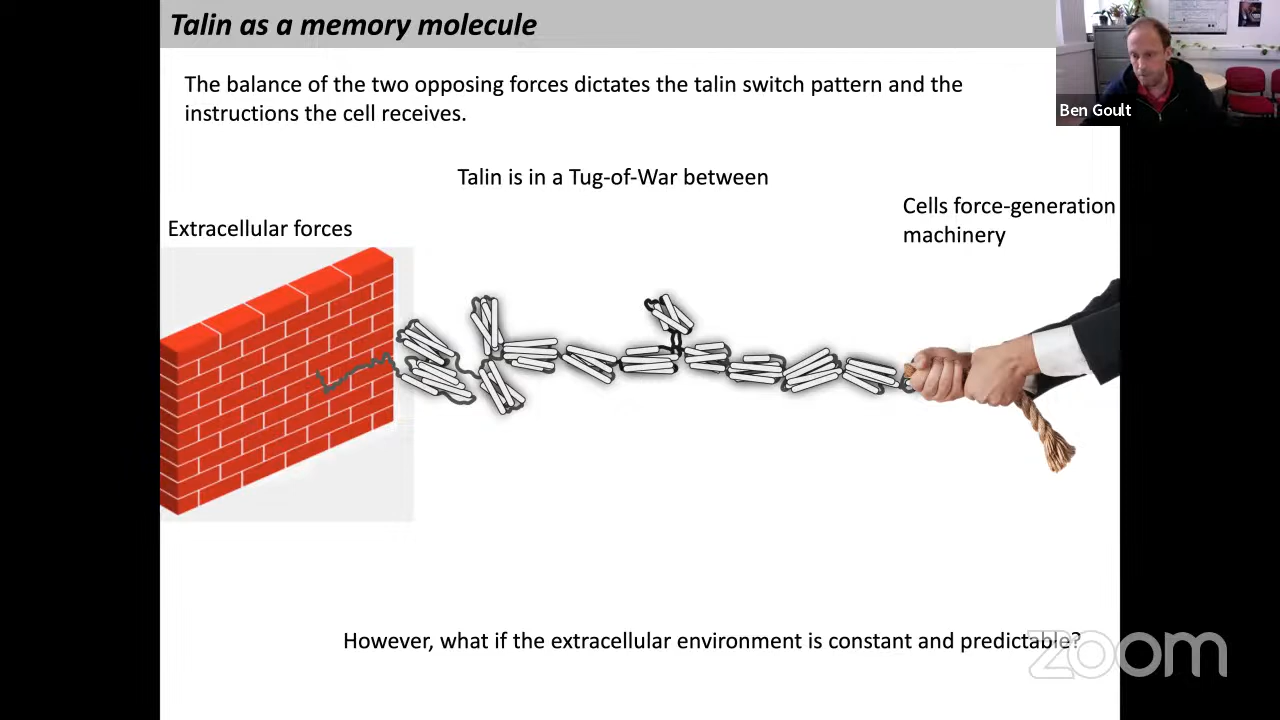 Talin as a memory molecule
The balance of the two opposing forces dictates the talin switch pattern and the
instructions the cell receives.
Ben Goult
Talin is in a Tug-of-War between
Cells force-generation
machinery
Extracellular forces
However, what if the extracellular environment is constant and predictable?
zoom